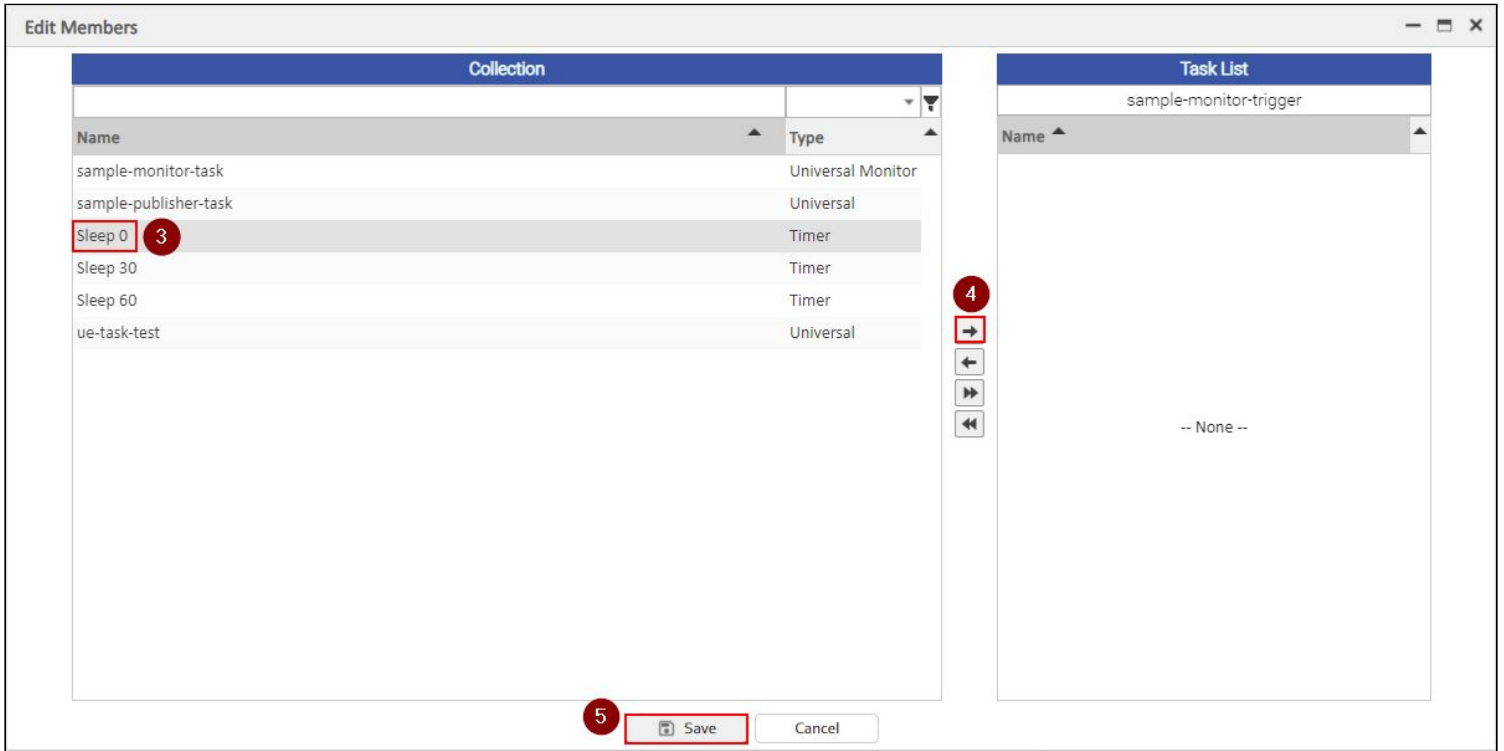 Edit Members
Collection
Task List
sample-monitor-trigger
Name Type
Name
sample-monitor-task Universal Monitor
sample-publisher-task Universal
Sleep 0 3 Timer
Sleep 30 Timer
Sleep 60 Timer
4
ue-task-test Universal
-- None --
5 Save Cancel